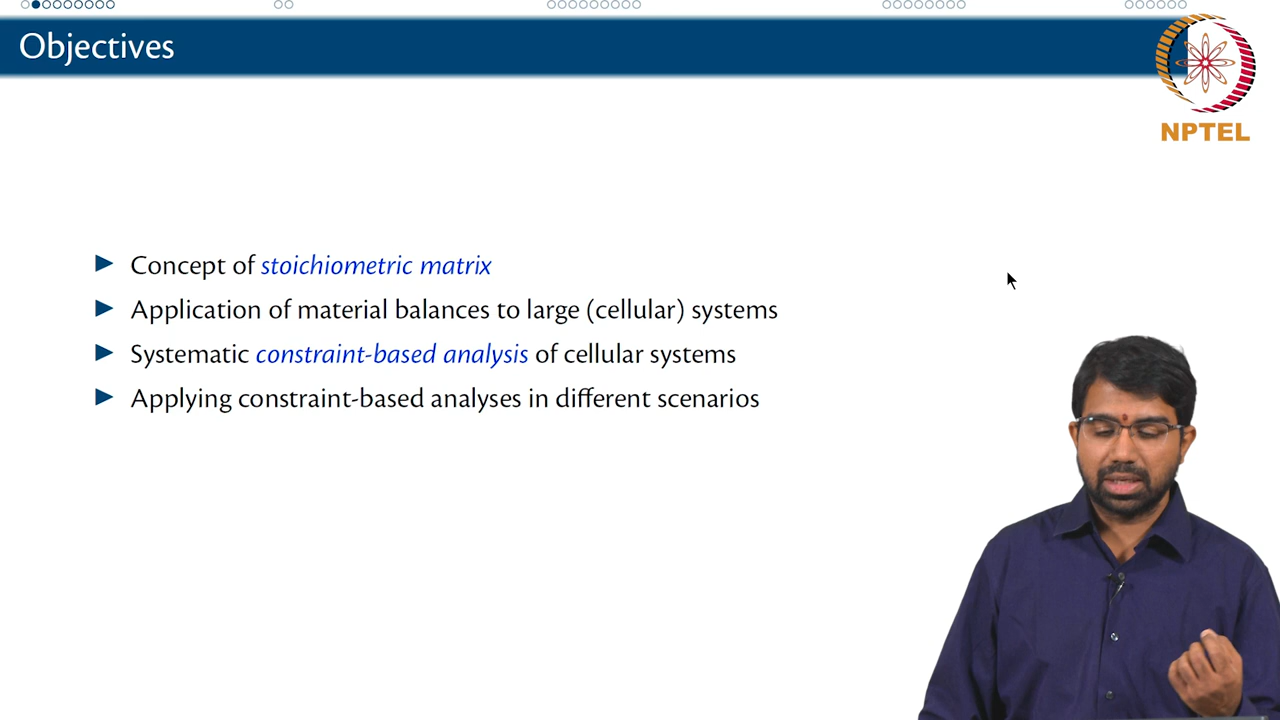 Objectives
NPTEL
Concept of stoichiometric matrix
Application of material balances to large (cellular) systems
Systematic constraint-based analysis of cellular systems
Applying constraint-based analyses in different scenarios